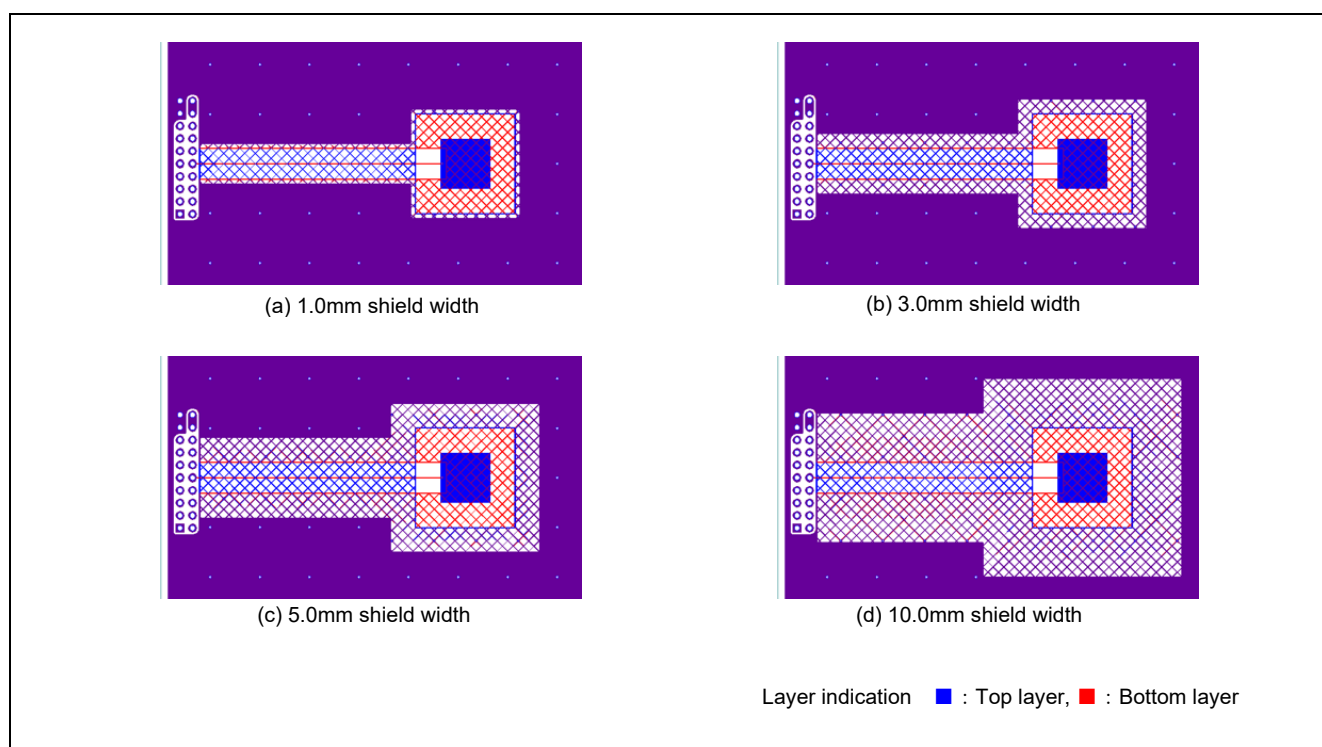 (a) 1.0mm shield width
(b) 3.0mm shield width
(c) 5.0mm shield width
(d) 10.0mm shield width
Layer indication ■ : Top layer, ■ : Bottom layer